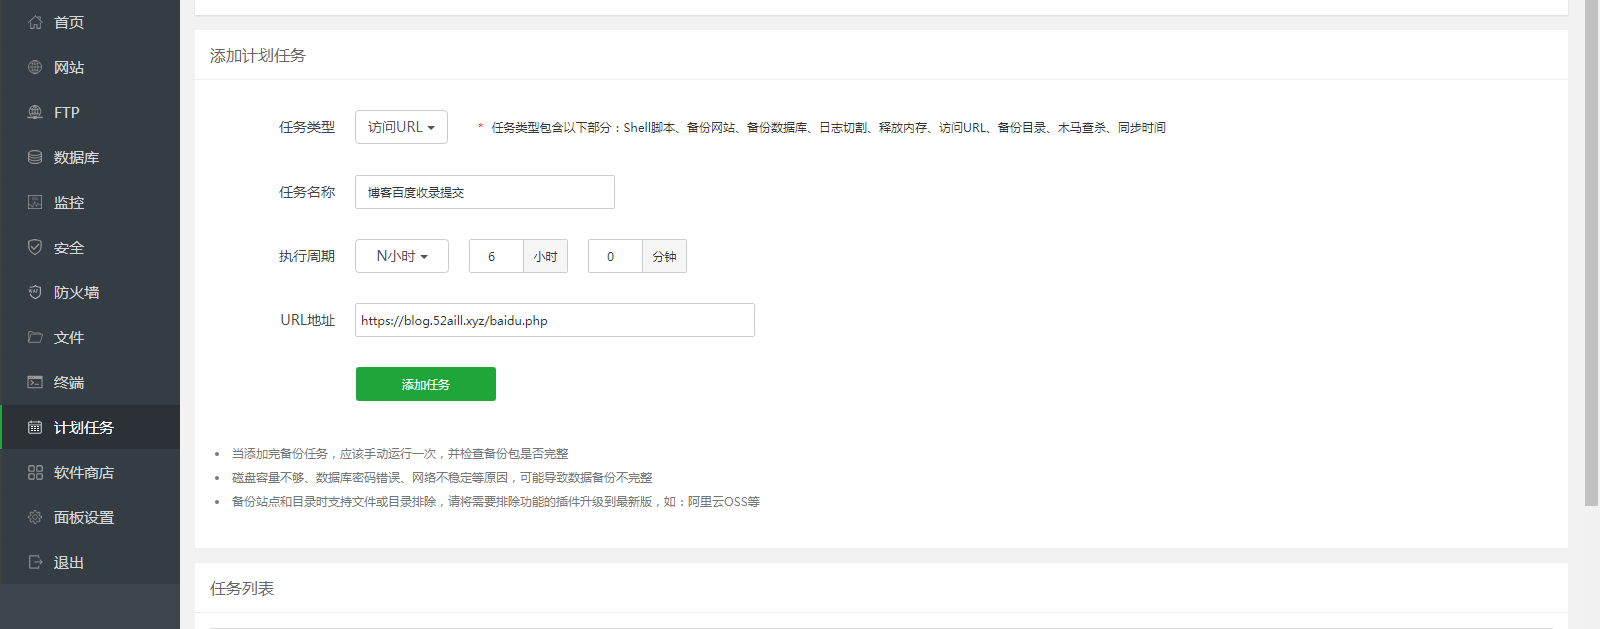 首页
网站
FTP
数据库
监控
安全
防火墙
文件
终端
计划任务
软件商店
面板设置
退出
添加计划任务
任务类型 访问URL * 任务类型包含以下部分：Shell脚本、备份网站、备份数据库、日志切割、释放内存、访问URL、备份目录、木马查杀、同步时间
任务名称 博客百度收录提交
执行周期 N小时 6 小时 0 分钟
URL地址 https://blog.52aill.xyz/baidu.php
添加任务
当添加完备份任务，应该手动运行一次，并检查备份包是否完整
磁盘容量不够、数据库密码错误、网络不稳定等原因，可能导致数据备份不完整
备份站点和目录时支持文件或目录排除，请将需要排除功能的插件升级到最新版，如：阿里云OSS等
任务列表